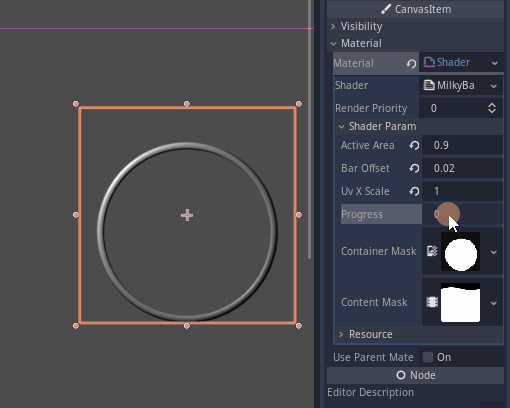 CanvasItem
Visibility
Material
Material Shader
Shader MilkyBa
Render Priority 0
Shader Param
Active Area 0.9
Bar Offset 0.02
Uv X Scale 1
Progress
Container Mask
Content Mask
Resource
Use Parent Mate On
Node
Editor Description